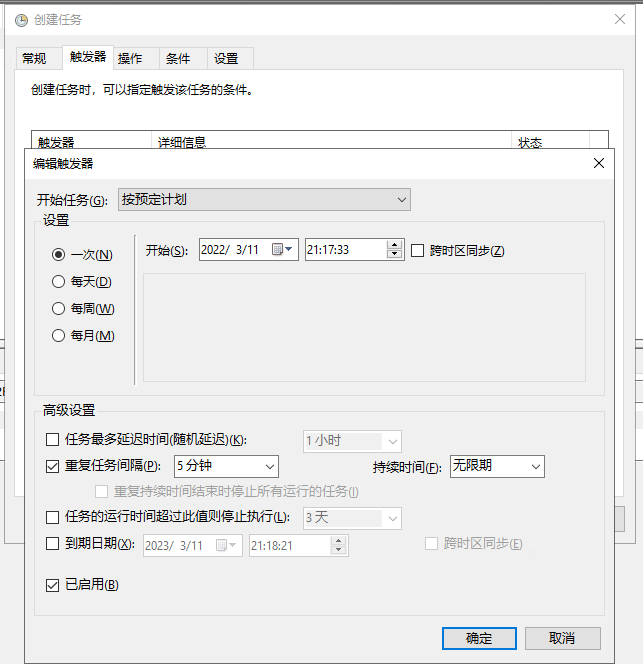 创建任务
常规 触发器 操作 条件 设置
创建任务时，可以指定触发该任务的条件。
触发器 详细信息 状态
编辑触发器
开始任务(G): 按预定计划
设置
一次(N) 开始(S): 2022/ 3/11 21:17:33 跨时区同步(Z)
每天(D)
每周(W)
每月(M)
高级设置
任务最多延迟时间(随机延迟)(K): 1 小时
重复任务间隔(P): 5 分钟 持续时间(F): 无限期
重复持续时间结束时停止所有运行的任务(I)
任务的运行时间超过此值则停止执行(L): 3 天
到期日期(X): 2023/ 3/11 21:18:21 跨时区同步(E)
已启用(B)
确定 取消